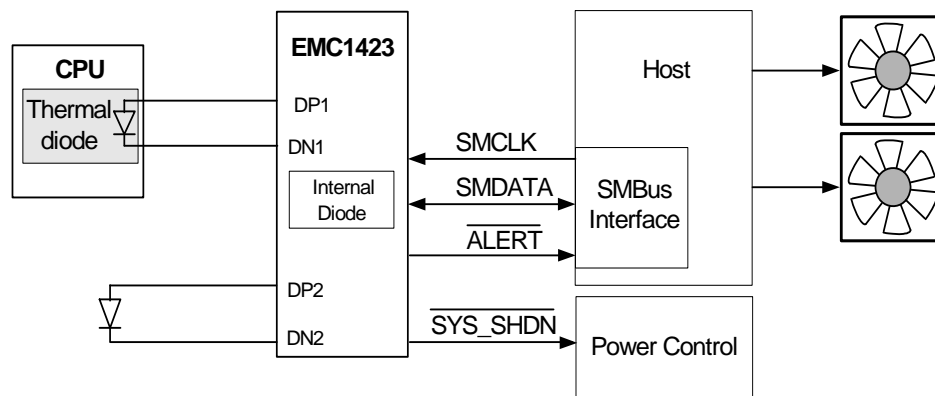 CPU
Thermal
diode
EMC1423
DP1
DN1
Internal
Diode
DP2
DN2
SMCLK
SMDATA
ALERT
SYS_SHDN
Host
SMBus
Interface
Power Control